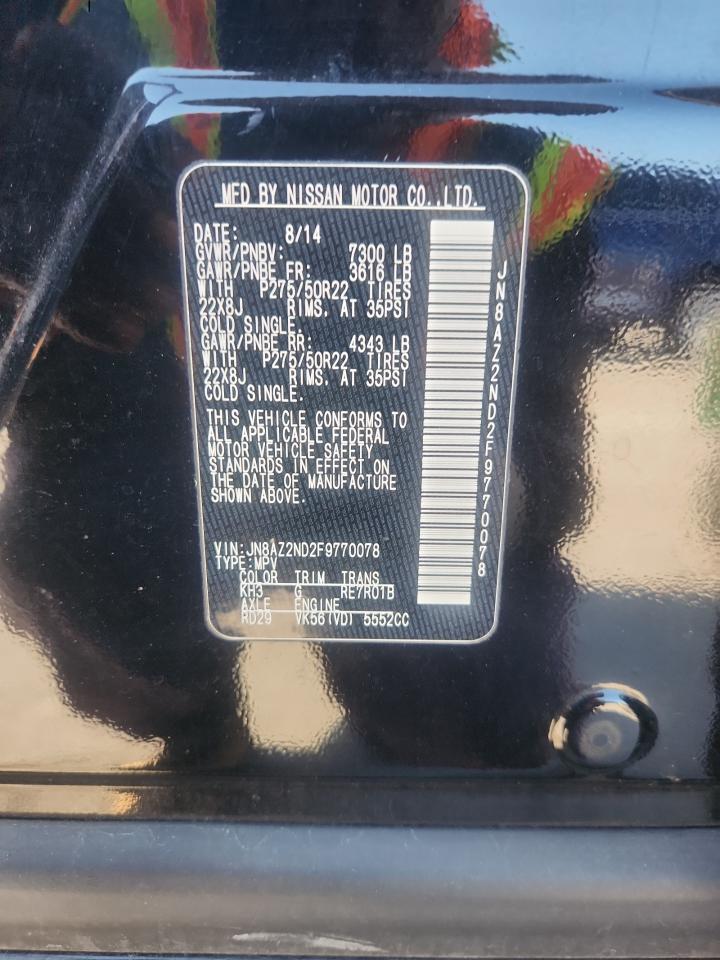 MFD BY NISSAN MOTOR CO.,LTD.
DATE: 8/14
GVWR/PNBV: 7300 LB
GAWR/PNBE FR: 3616 LB
WITH P275/50R22 TIRES
22X8J RIMS, AT 35PSI
COLD SINGLE.
GAWR/PNBE RR: 4343 LB
WITH P275/50R22 TIRES
22X8J RIMS, AT 35PSI
COLD SINGLE.
THIS VEHICLE CONFORMS TO
ALL APPLICABLE FEDERAL
MOTOR VEHICLE SAFETY
STANDARDS IN EFFECT ON
THE DATE OF MANUFACTURE
SHOWN ABOVE.
VIN:JN8AZ2ND2F9770078
TYPE:MPV
COLOR TRIM TRANS
KH3 G RE7R01B
AXLE ENGINE
RD29 VK56(VD) 5552CC
JN8AZ2ND2F9770078